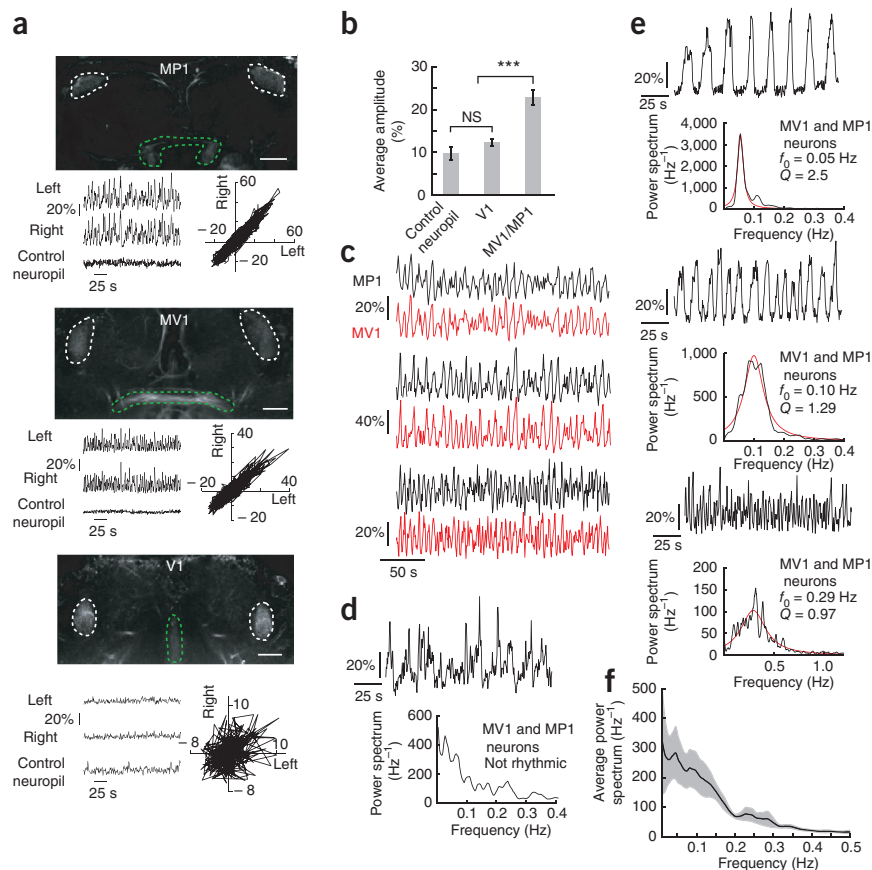 a
MP1
Left
20%
Right
Control
neuropil
25 s
Right
60
– 20
60
Left
– 20
MV1
Left
20%
Right
Control
neuropil
25 s
Right
40
– 20
40
Left
– 20
V1
Left
20%
Right
Control
neuropil
25 s
Right
10
– 8
10
Left
– 8
b
Average amplitude
(%)
30
20
10
0
NS
***
Control
neuropil
V1
MV1/MP1
c
MP1
20%
MV1
40%
20%
50 s
d
20%
25 s
Power spectrum
(Hz⁻¹)
600
400
200
0
MV1 and MP1
neurons
Not rhythmic
0
0.1
0.2
0.3
0.4
Frequency (Hz)
e
20%
25 s
Power spectrum
(Hz⁻¹)
4,000
3,000
2,000
1,000
0
MV1 and MP1
neurons
f₀ = 0.05 Hz
Q = 2.5
0.1
0.2
0.3
0.4
Frequency (Hz)
20%
25 s
Power spectrum
(Hz⁻¹)
1,000
500
0
MV1 and MP1
neurons
f₀ = 0.10 Hz
Q = 1.29
0.1
0.2
0.3
0.4
Frequency (Hz)
20%
25 s
Power spectrum
(Hz⁻¹)
200
150
100
50
0
MV1 and MP1
neurons
f₀ = 0.29 Hz
Q = 0.97
0.5
1.0
Frequency (Hz)
f
Average power
spectrum (Hz⁻¹)
500
400
300
200
100
0
0.1
0.2
0.3
0.4
0.5
Frequency (Hz)